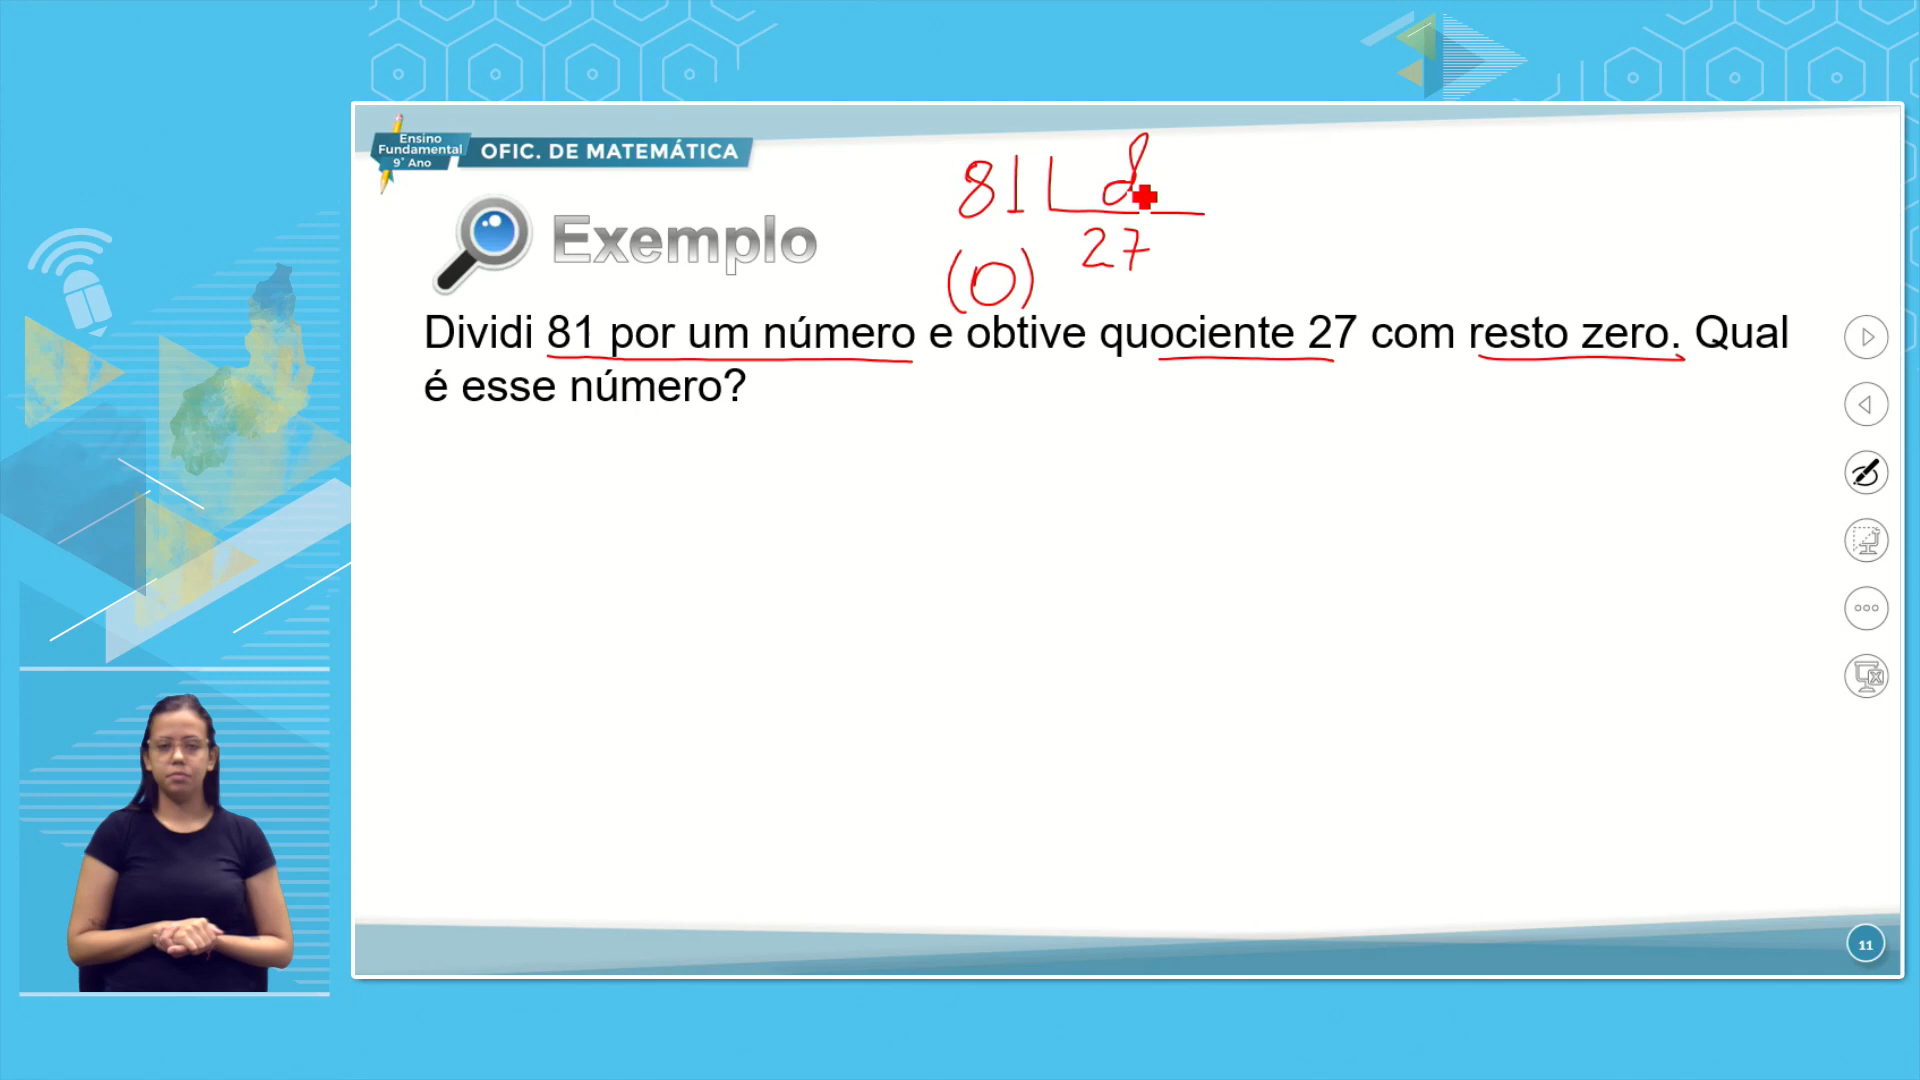 Ensino
Fundamental
9° Ano
OFIC. DE MATEMÁTICA
81 d
27
(0)
Exemplo
Dividi 81 por um número e obtive quociente 27 com resto zero. Qual
é esse número?
11